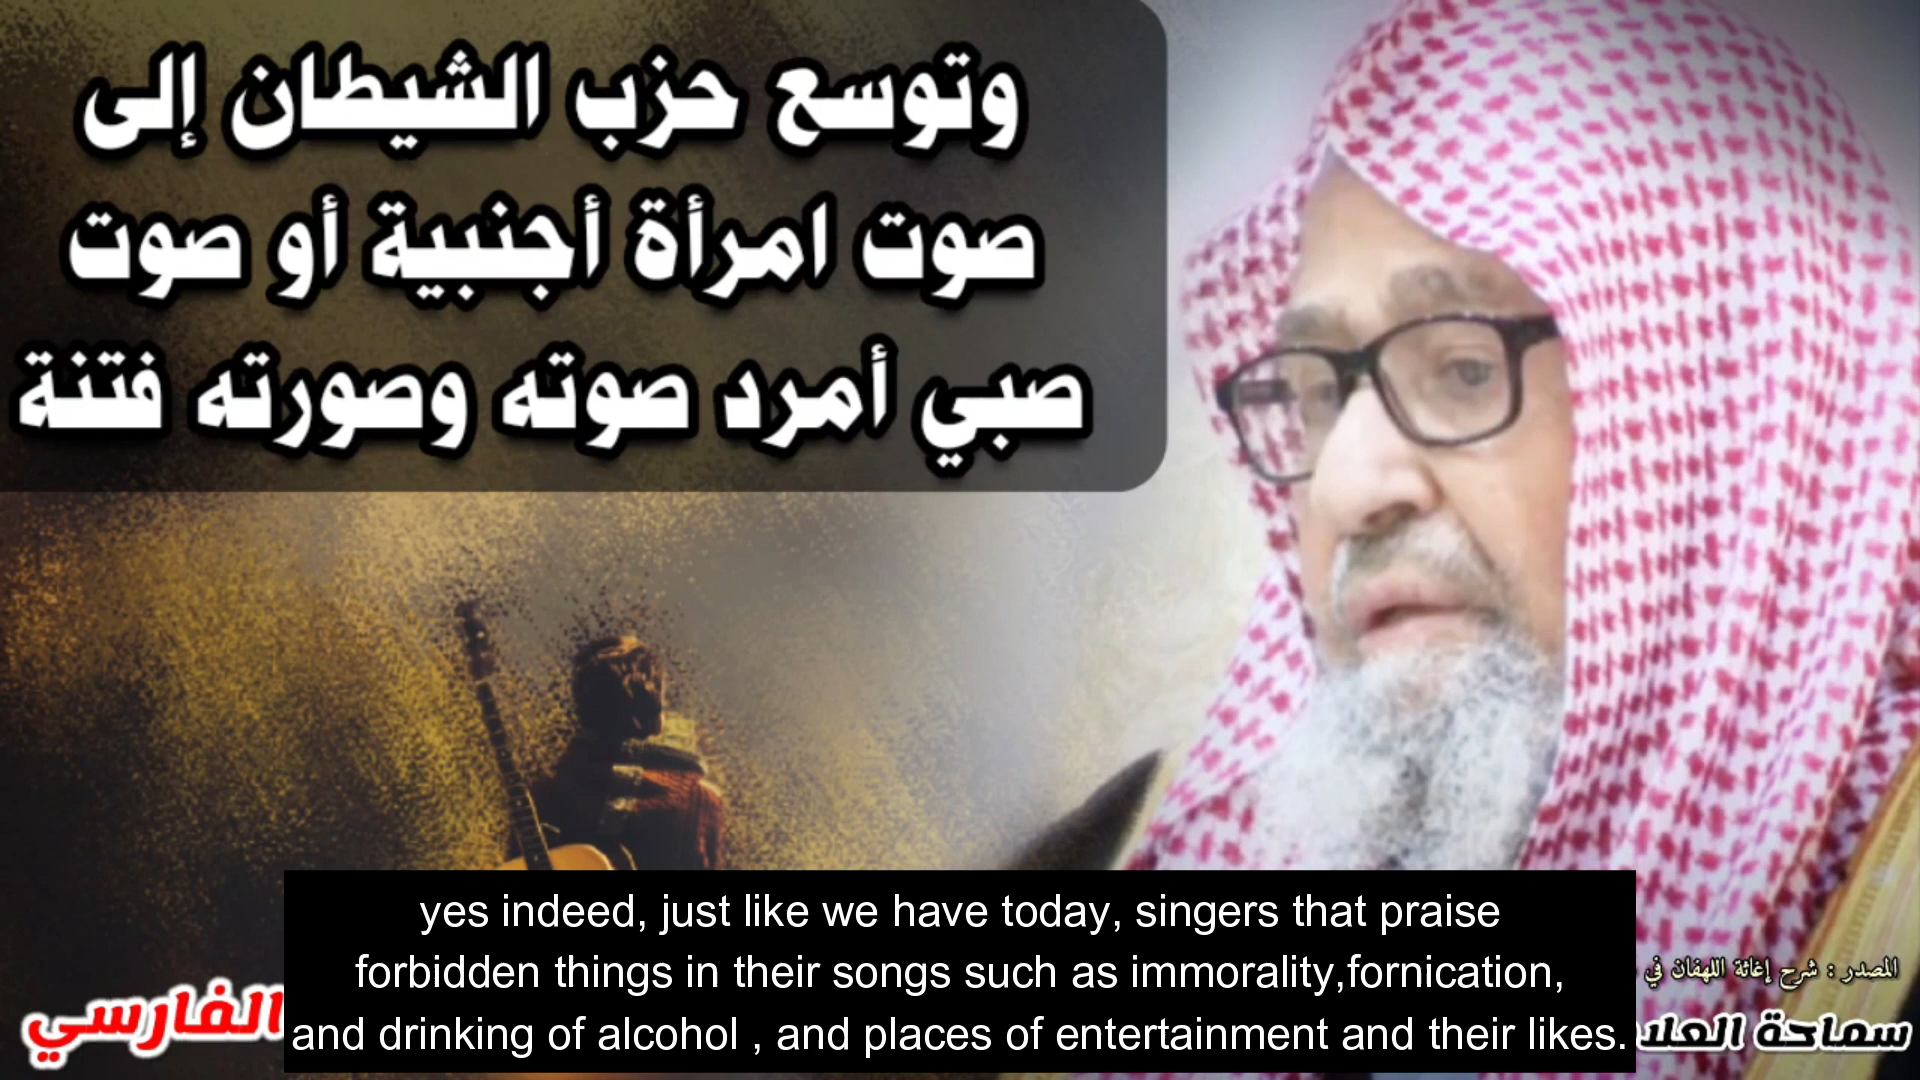 وتوسع حزب الشيطان إلى
صوت امرأة أجنبية أو صوت
صبي أمرد صوته وصورته فتنة
yes indeed, just like we have today, singers that praise
forbidden things in their songs such as immorality,fornication,
and drinking of alcohol , and places of entertainment and their likes.
المصدر : شرح إغاثة اللهفان في
سماحة
الفارسي